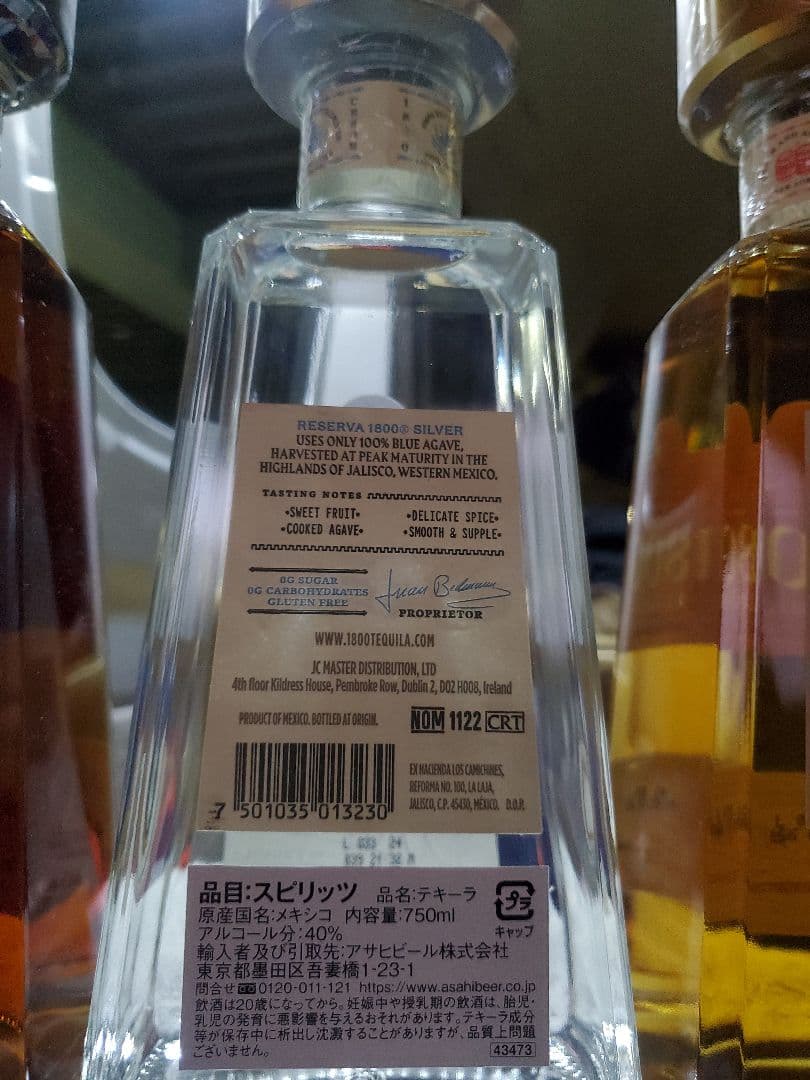 RESERVA 1800® SILVER
USES ONLY 100% BLUE AGAVE,
HARVESTED AT PEAK MATURITY IN THE
HIGHLANDS OF JALISCO, WESTERN MEXICO.
TASTING NOTES
•SWEET FRUIT• •DELICATE SPICE•
•COOKED AGAVE• •SMOOTH & SUPPLE•
0G SUGAR
0G CARBOHYDRATES
GLUTEN FREE
Juan Beckmann
PROPRIETOR
WWW.1800TEQUILA.COM
JC MASTER DISTRIBUTION, LTD
4th floor Kildress House, Pembroke Row, Dublin 2, D02 H008, Ireland
PRODUCT OF MEXICO. BOTTLED AT ORIGIN. NOM 1122 CRT
EX HACIENDA LOS CAMICHINES,
REFORMA NO. 100, LA LAJA,
JALISCO, C.P. 45430, MÉXICO. D.O.P.
7 501035 013230
品目:スピリッツ 品名:テキーラ プラ
原産国名:メキシコ 内容量:750ml キャップ
アルコール分:40%
輸入者及び引取先:アサヒビール株式会社
東京都墨田区吾妻橋1-23-1
問合せ☎0120-011-121 https://www.asahibeer.co.jp
飲酒は20歳になってから。妊娠中や授乳期の飲酒は、胎児・
乳児の発育に悪影響を与えるおそれがあります。テキーラ成分
等が保存中に析出し沈澱することがありますが、品質上問題
ございません。 43473